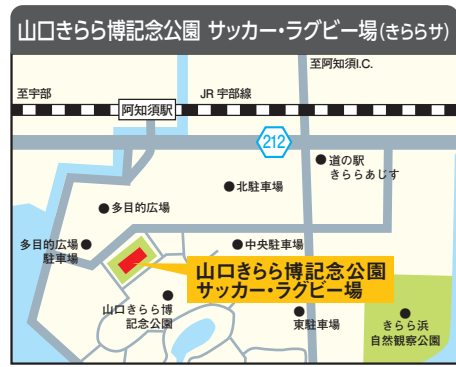 山口きらら博記念公園 サッカー・ラグビー場(きららサ)
至阿知須I.C.
至宇部
JR 宇部線
阿知須駅
212
道の駅
きららあじす
北駐車場
多目的広場
多目的広場
駐車場
中央駐車場
山口きらら博記念公園
サッカー・ラグビー場
山口きらら博
記念公園
東駐車場
きらら浜
自然観察公園